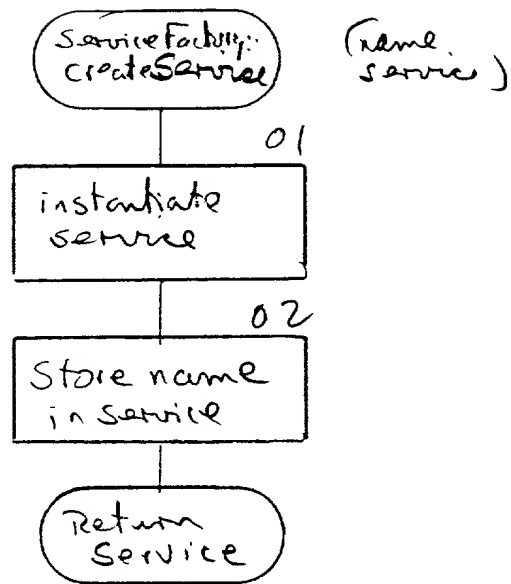 ServiceFactory::
createService
(name
service)
01
instantiate
service
02
Store name
in service
Return
Service